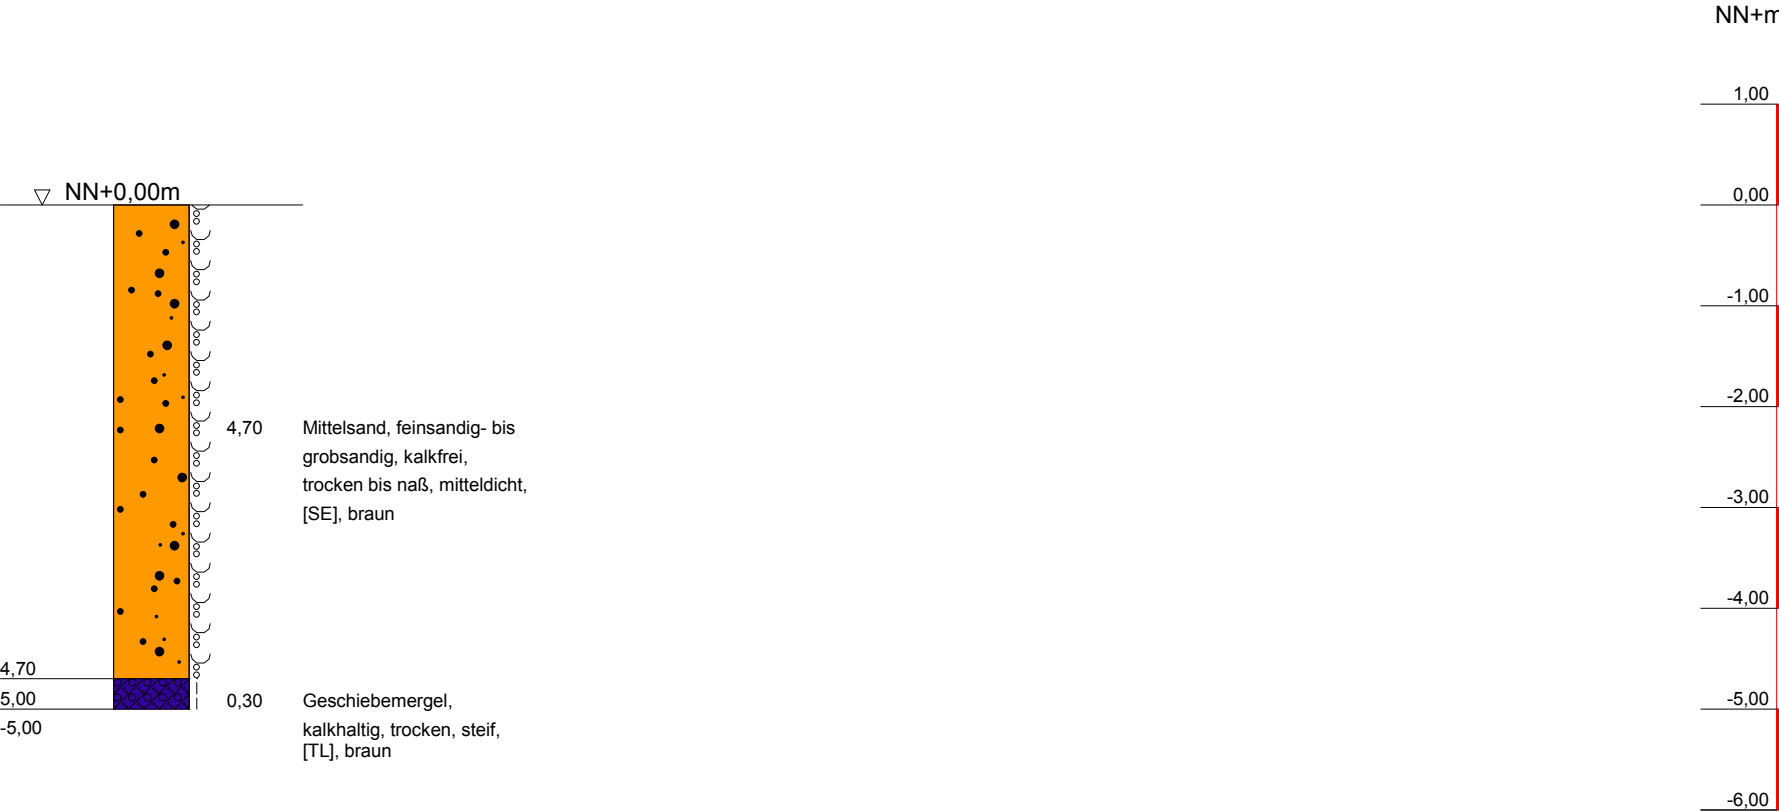 NN+m
1,00
NN+0,00m
0,00
-1,00
-2,00
4,70 Mittelsand, feinsandig- bis
grobsandig, kalkfrei,
trocken bis naß, mitteldicht,
[SE], braun
-3,00
-4,00
4,70
5,00
0,30 Geschiebemergel,
kalkhaltig, trocken, steif,
[TL], braun
-5,00
-5,00
-6,00